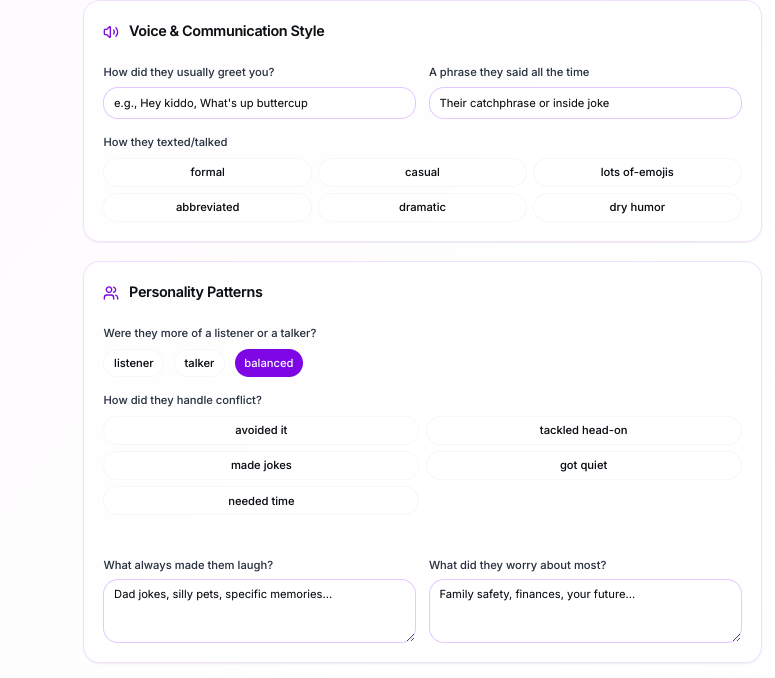 Voice & Communication Style
How did they usually greet you?
A phrase they said all the time
e.g., Hey kiddo, What's up buttercup
Their catchphrase or inside joke
How they texted/talked
formal
casual
lots of-emojis
abbreviated
dramatic
dry humor
Personality Patterns
Were they more of a listener or a talker?
listener
talker
balanced
How did they handle conflict?
avoided it
tackled head-on
made jokes
got quiet
needed time
What always made them laugh?
What did they worry about most?
Dad jokes, silly pets, specific memories...
Family safety, finances, your future...